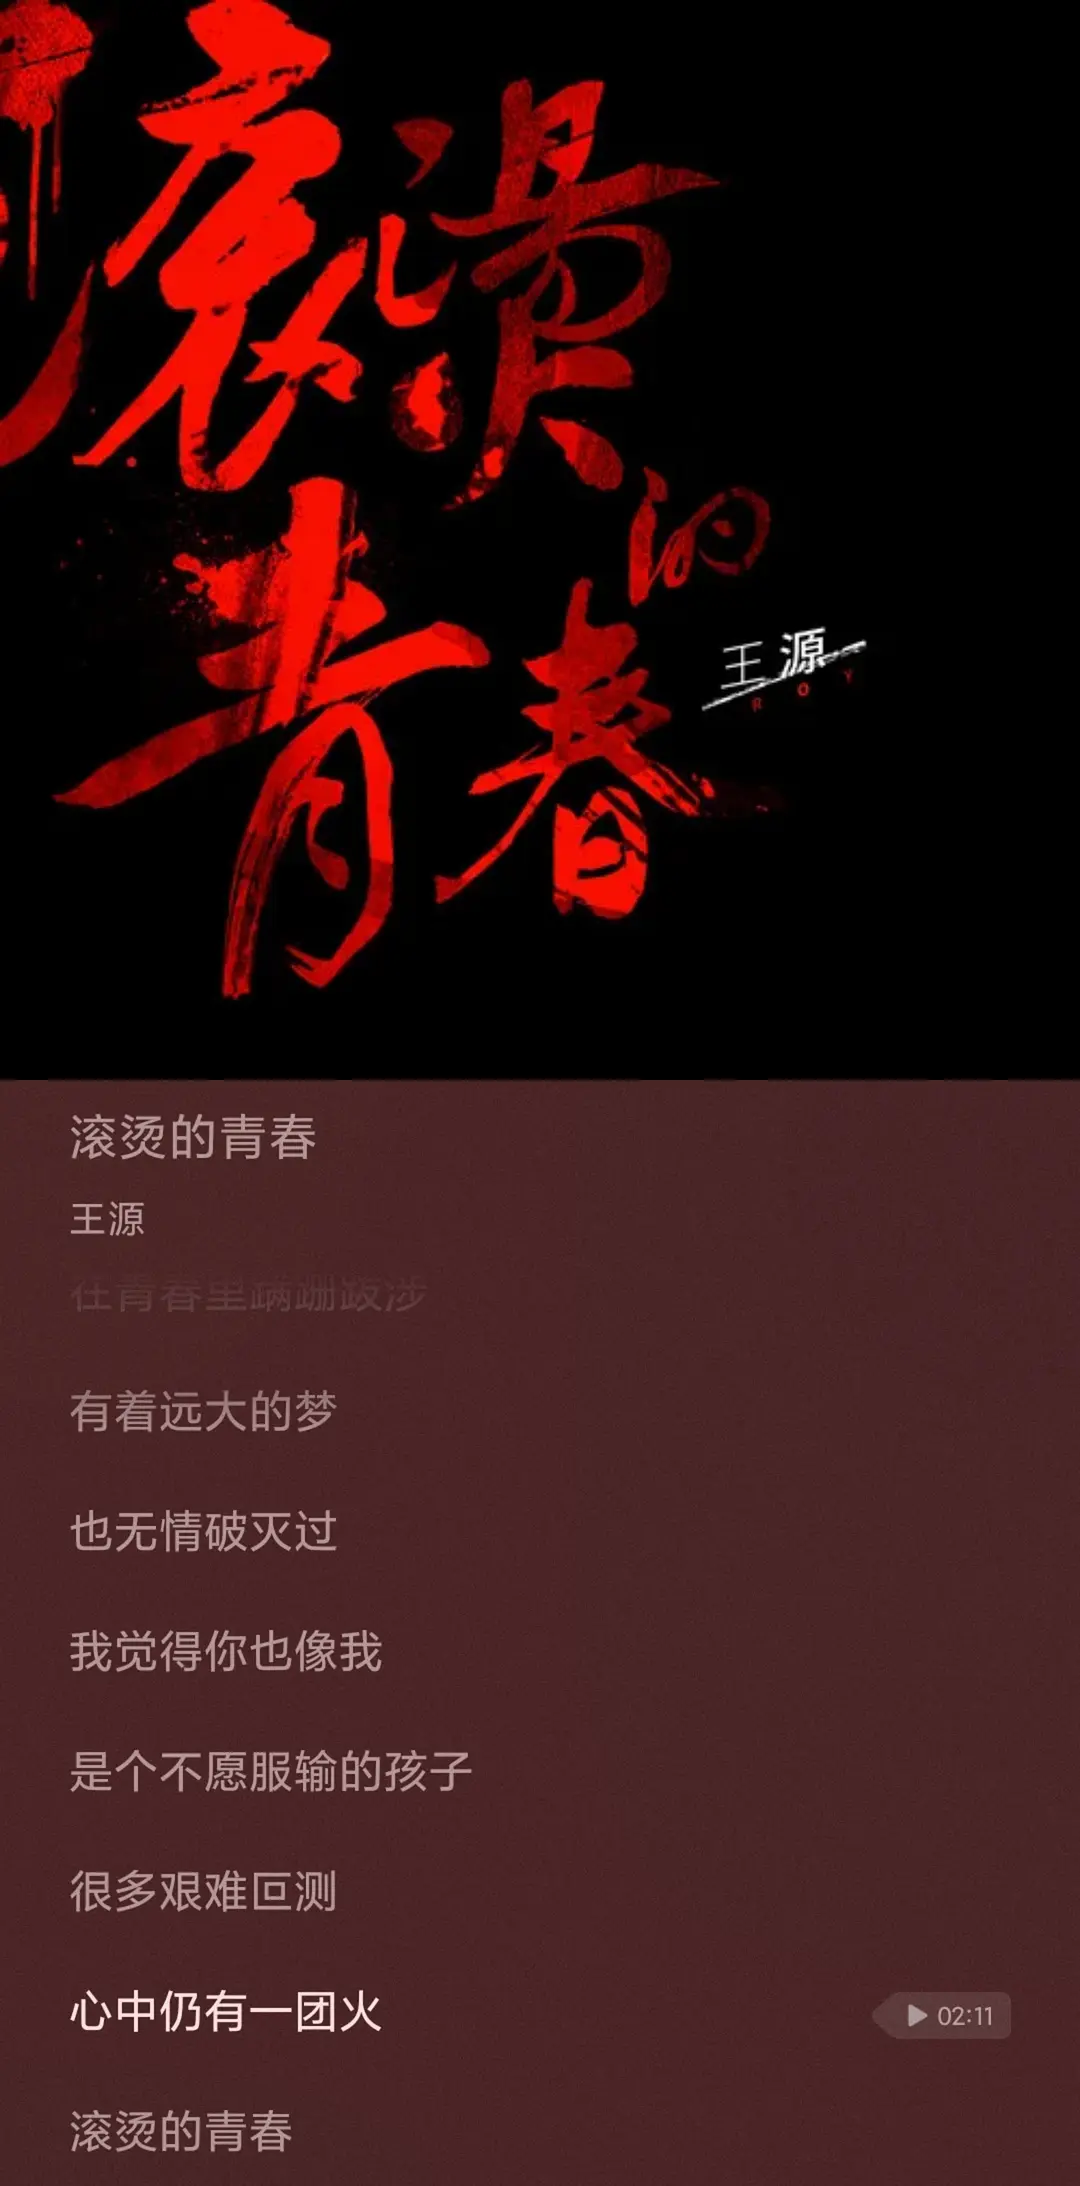 滚烫的
青春
王源
ROY
滚烫的青春
王源
在青春里蹒跚跋涉
有着远大的梦
也无情破灭过
我觉得你也像我
是个不愿服输的孩子
很多艰难叵测
心中仍有一团火
02:11
滚烫的青春